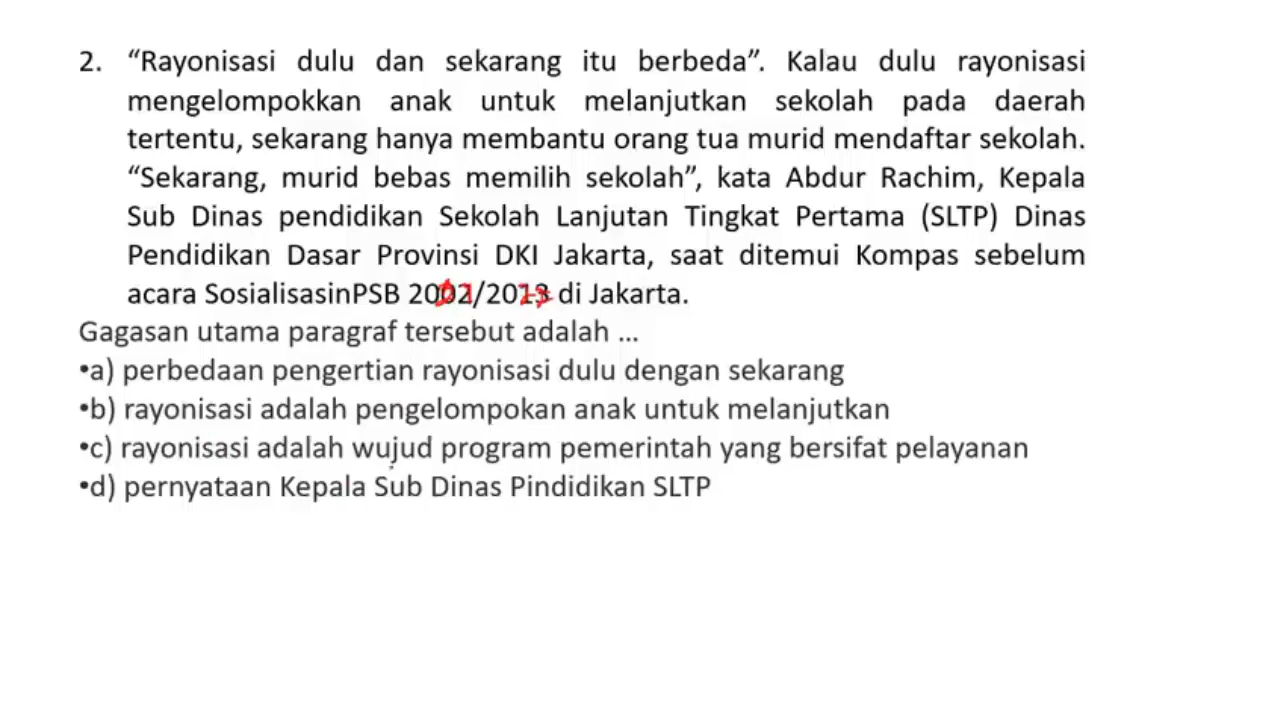 2. “Rayonisasi dulu dan sekarang itu berbeda”. Kalau dulu rayonisasi
mengelompokkan anak untuk melanjutkan sekolah pada daerah
tertentu, sekarang hanya membantu orang tua murid mendaftar sekolah.
“Sekarang, murid bebas memilih sekolah”, kata Abdur Rachim, Kepala
Sub Dinas pendidikan Sekolah Lanjutan Tingkat Pertama (SLTP) Dinas
Pendidikan Dasar Provinsi DKI Jakarta, saat ditemui Kompas sebelum
acara SosialisasinPSB 2002/2013 di Jakarta.
Gagasan utama paragraf tersebut adalah ...
•a) perbedaan pengertian rayonisasi dulu dengan sekarang
•b) rayonisasi adalah pengelompokan anak untuk melanjutkan
•c) rayonisasi adalah wujud program pemerintah yang bersifat pelayanan
•d) pernyataan Kepala Sub Dinas Pindidikan SLTP